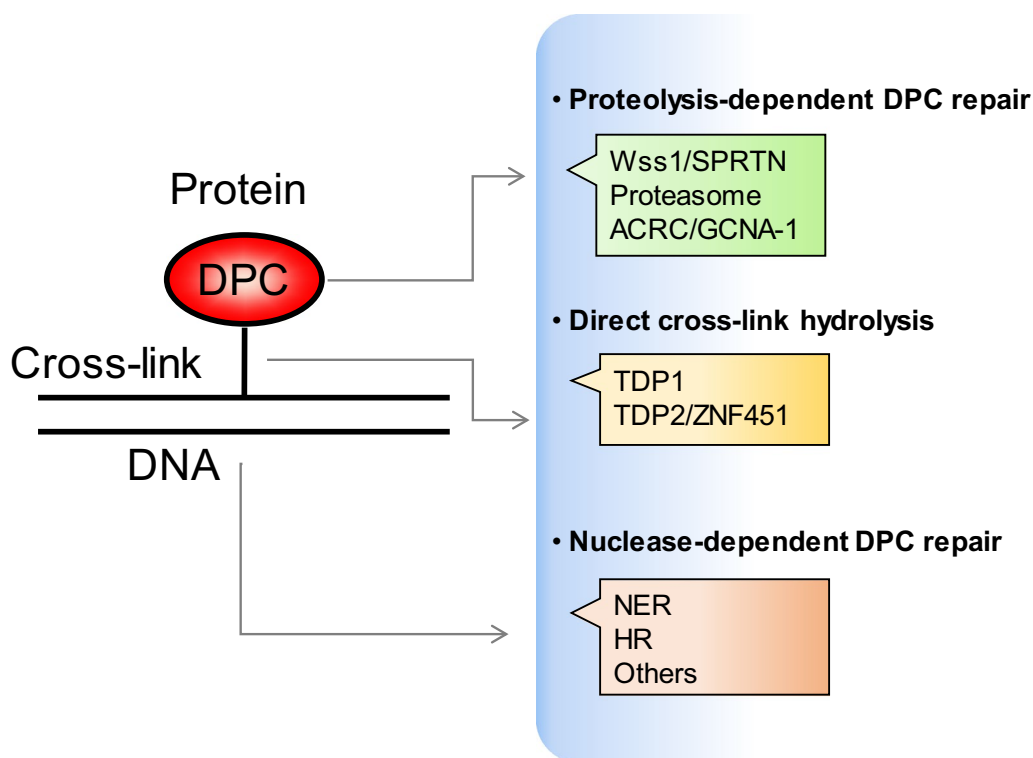 Protein
DPC
Cross-link
DNA
• Proteolysis-dependent DPC repair
Wss1/SPRTN
Proteasome
ACRC/GCNA-1
• Direct cross-link hydrolysis
TDP1
TDP2/ZNF451
• Nuclease-dependent DPC repair
NER
HR
Others